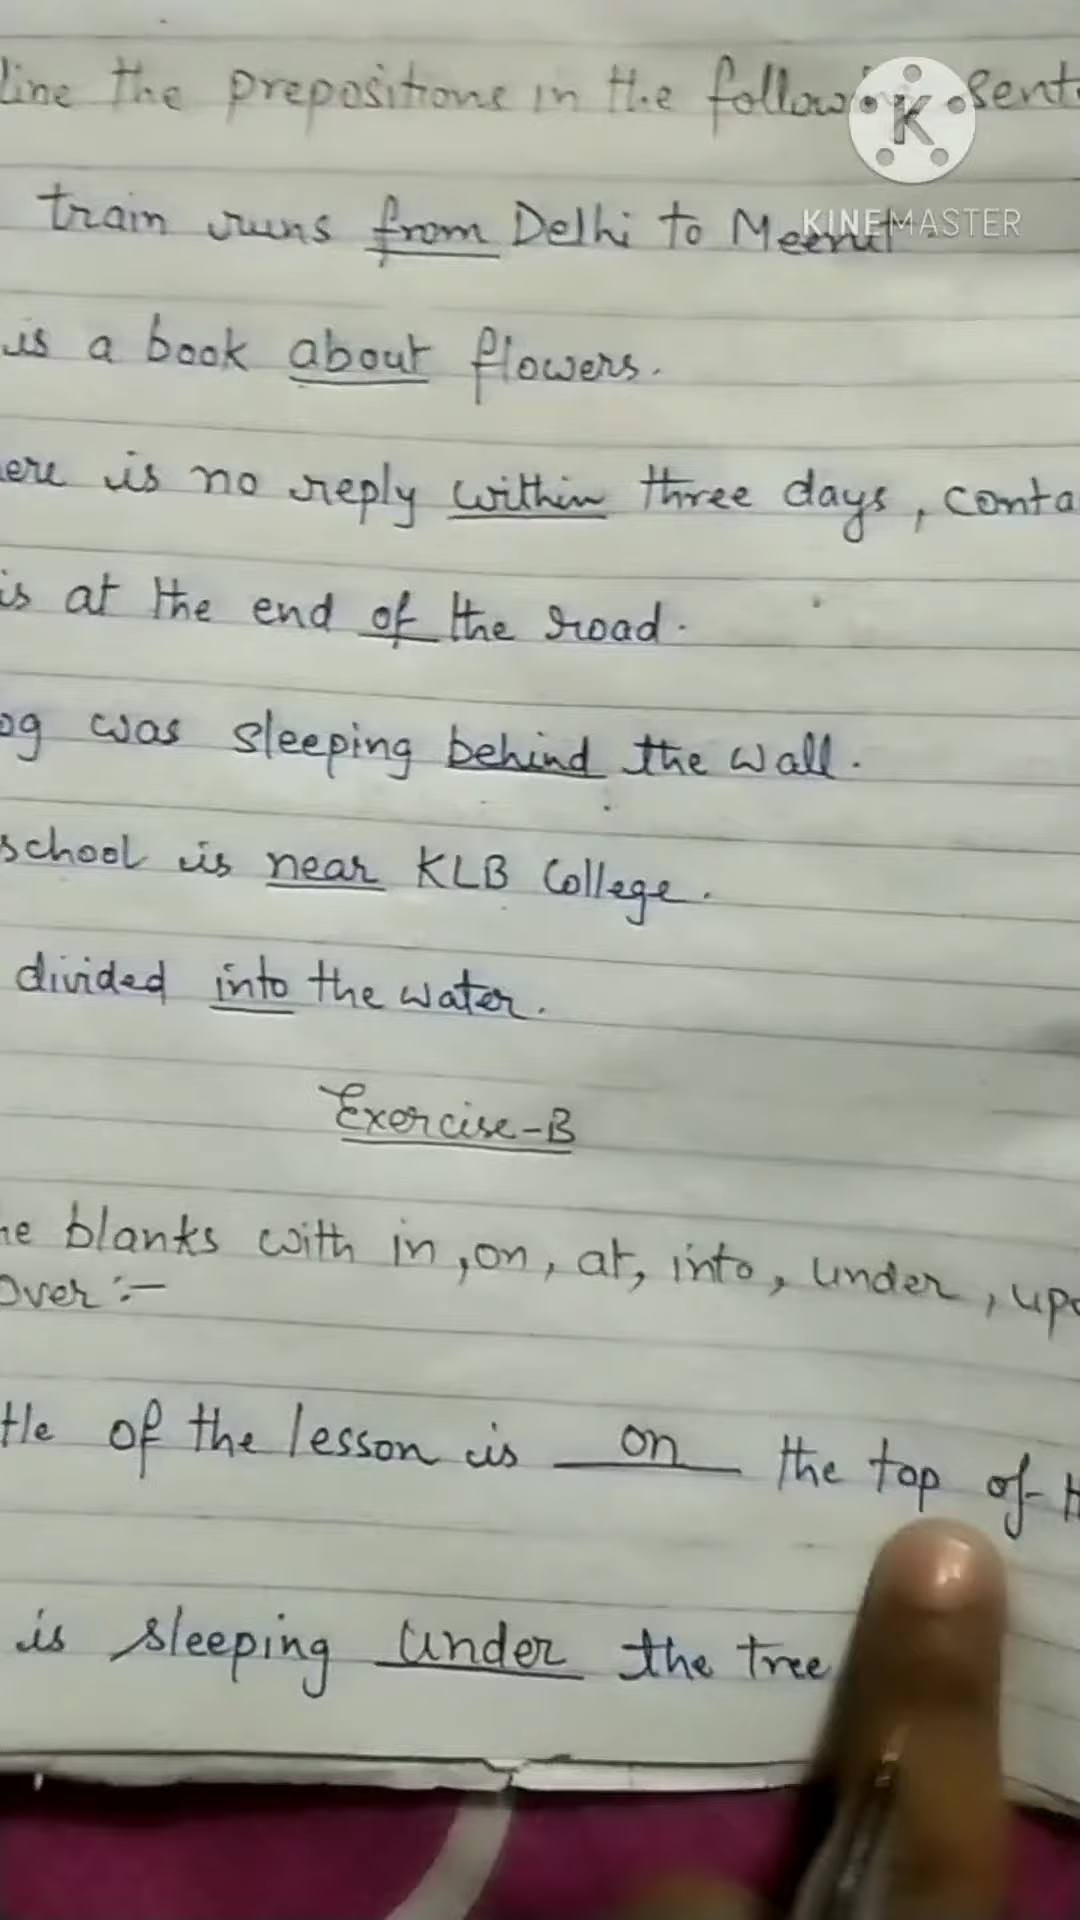 line the prepositions in the following sent
train runs from Delhi to Meerut.
is a book about flowers.
ere is no reply within three days, conta
is at the end of the road.
og was sleeping behind the wall.
school is near KLB College.
divided into the water.
Exercise-B
he blanks with in, on, at, into, under, upo
Over :-
tle of the lesson is on the top of
is sleeping under the tree
K
KINEMASTER